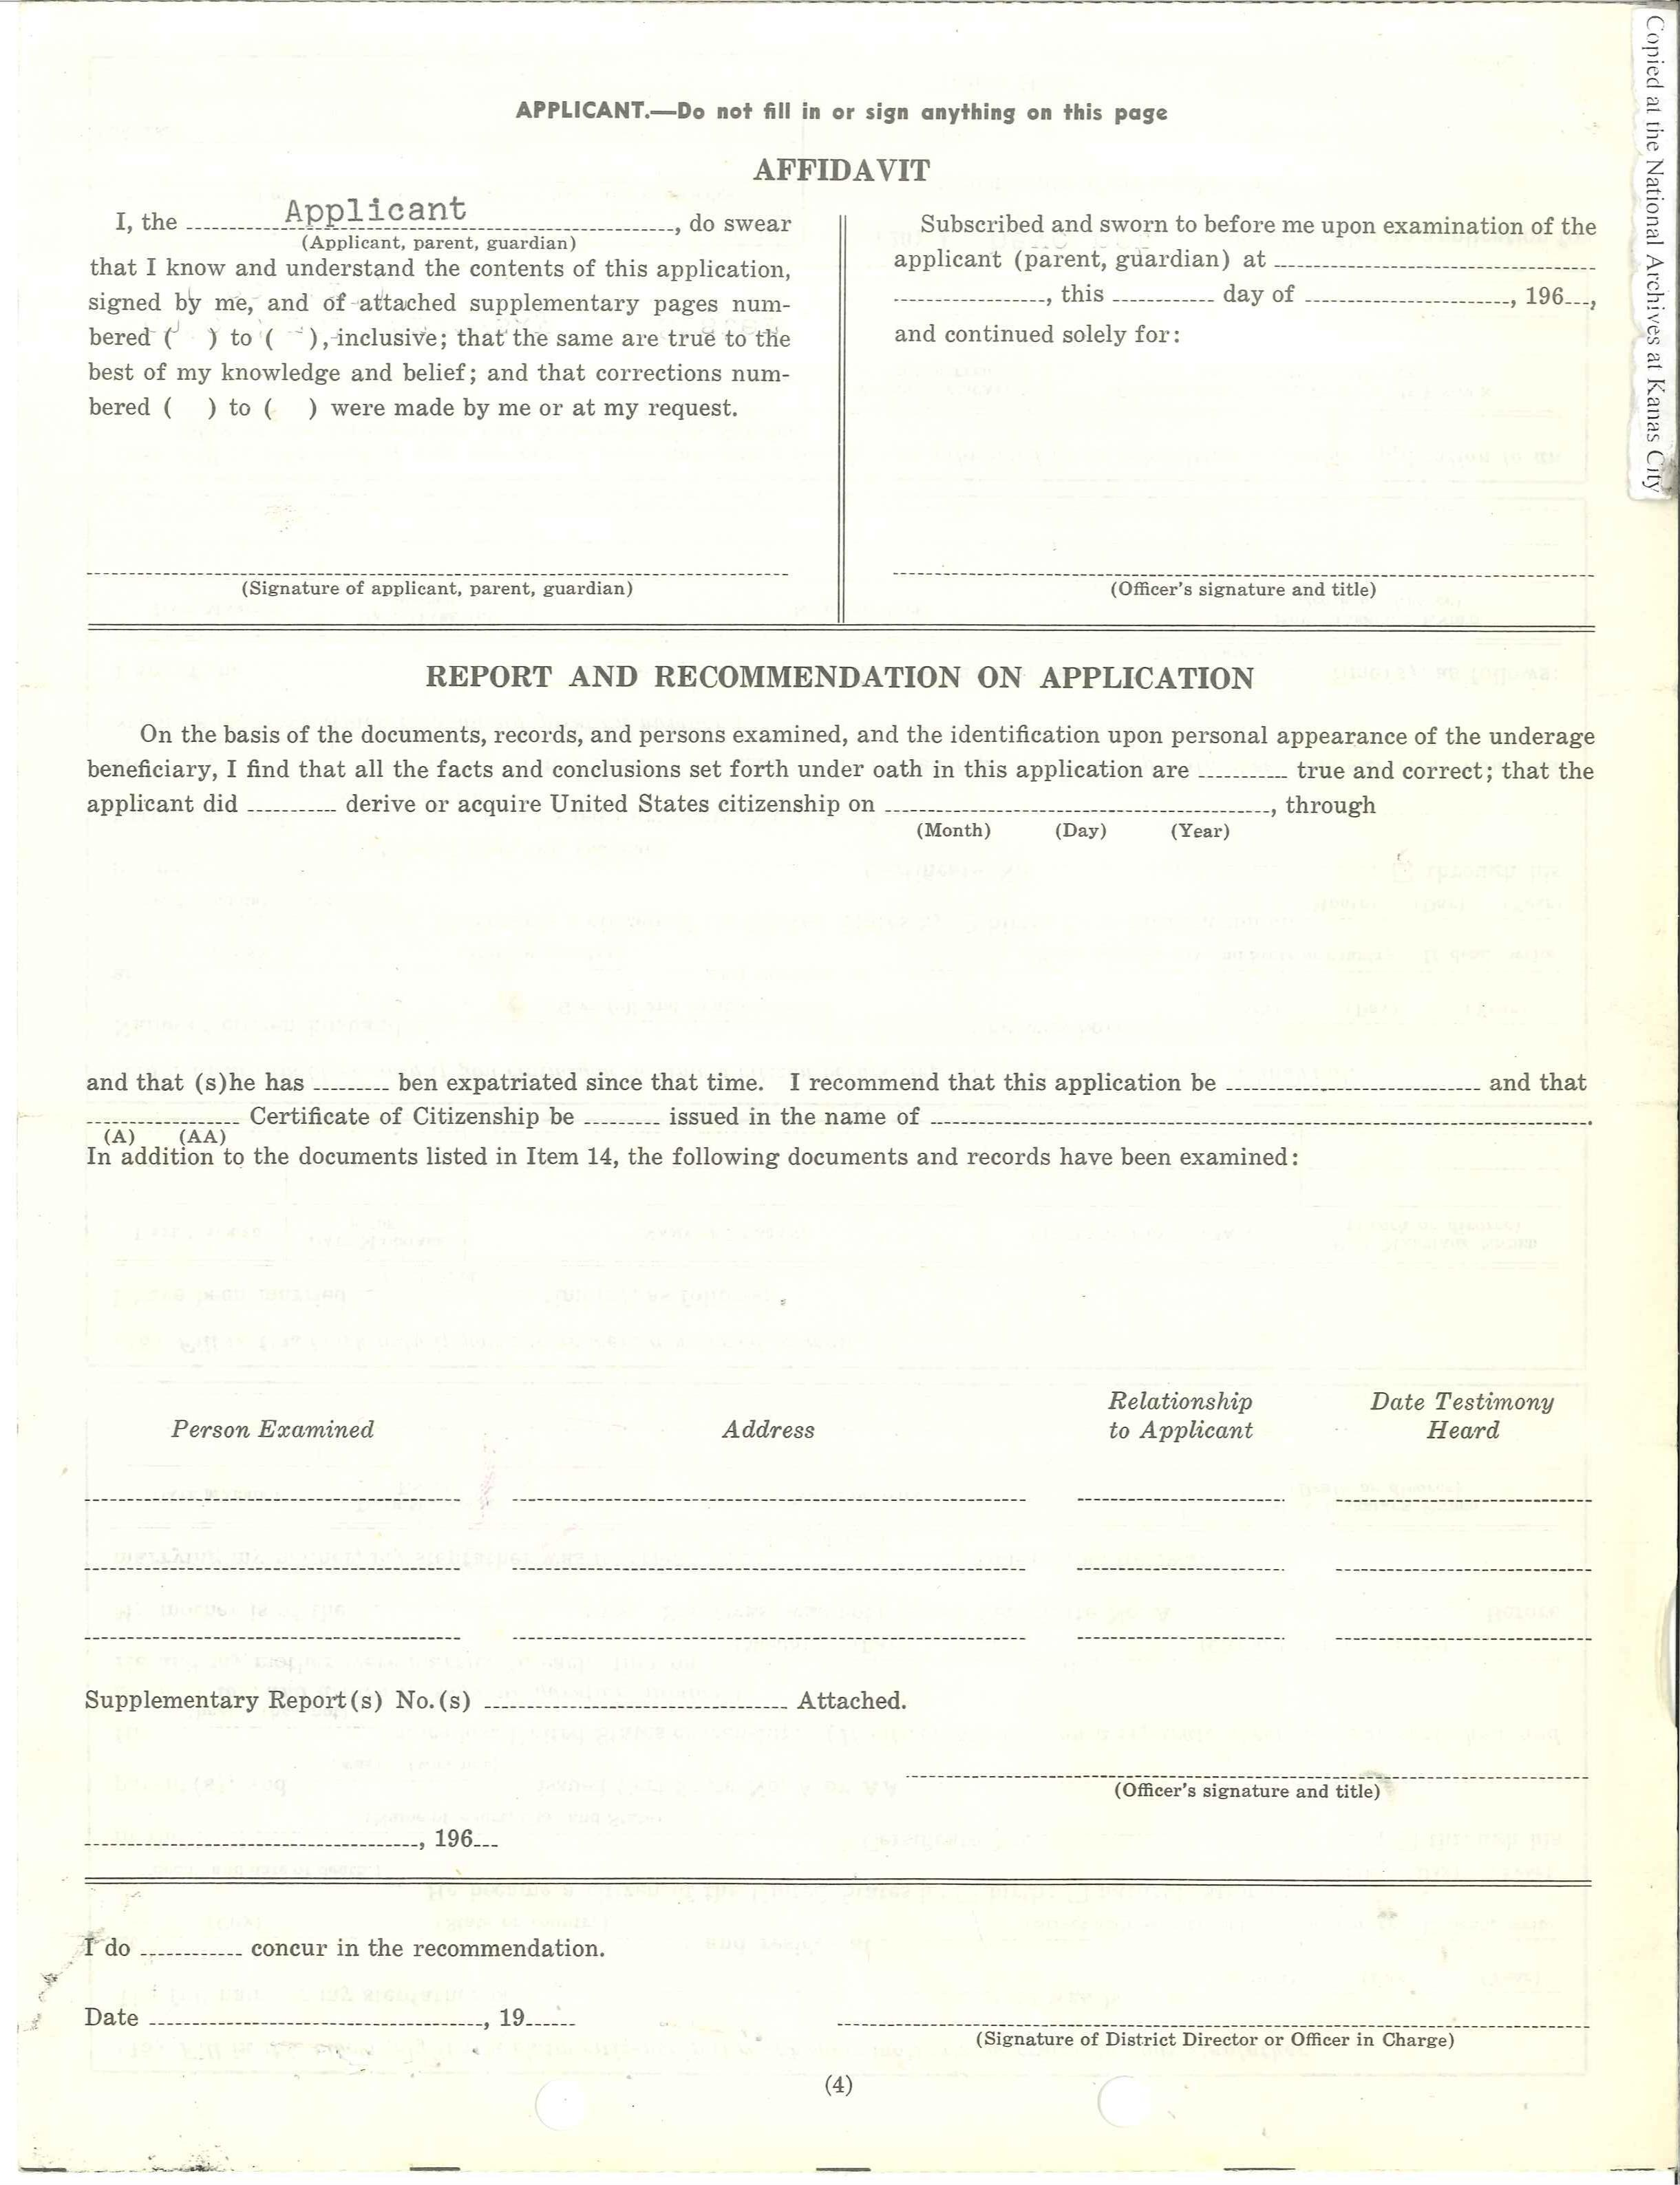 APPLICANT.—Do not fill in or sign anything on this page
AFFIDAVIT
I, the Applicant, do swear
(Applicant, parent, guardian)
that I know and understand the contents of this application,
signed by me, and of attached supplementary pages num-
bered ( ) to ( ), inclusive; that the same are true to the
best of my knowledge and belief; and that corrections num-
bered ( ) to ( ) were made by me or at my request.
(Signature of applicant, parent, guardian)
Subscribed and sworn to before me upon examination of the
applicant (parent, guardian) at
, this day of , 196 ,
and continued solely for:
(Officer's signature and title)
REPORT AND RECOMMENDATION ON APPLICATION
On the basis of the documents, records, and persons examined, and the identification upon personal appearance of the underage
beneficiary, I find that all the facts and conclusions set forth under oath in this application are true and correct; that the
applicant did derive or acquire United States citizenship on , through
(Month) (Day) (Year)
and that (s)he has ben expatriated since that time. I recommend that this application be and that
Certificate of Citizenship be issued in the name of .
(A) (AA)
In addition to the documents listed in Item 14, the following documents and records have been examined:
Person Examined Address Relationship to Applicant Date Testimony Heard
Supplementary Report(s) No.(s) Attached.
(Officer's signature and title)
, 196
I do concur in the recommendation.
Date , 19
(Signature of District Director or Officer in Charge)
(4)
Copied at the National Archives at Kanas City